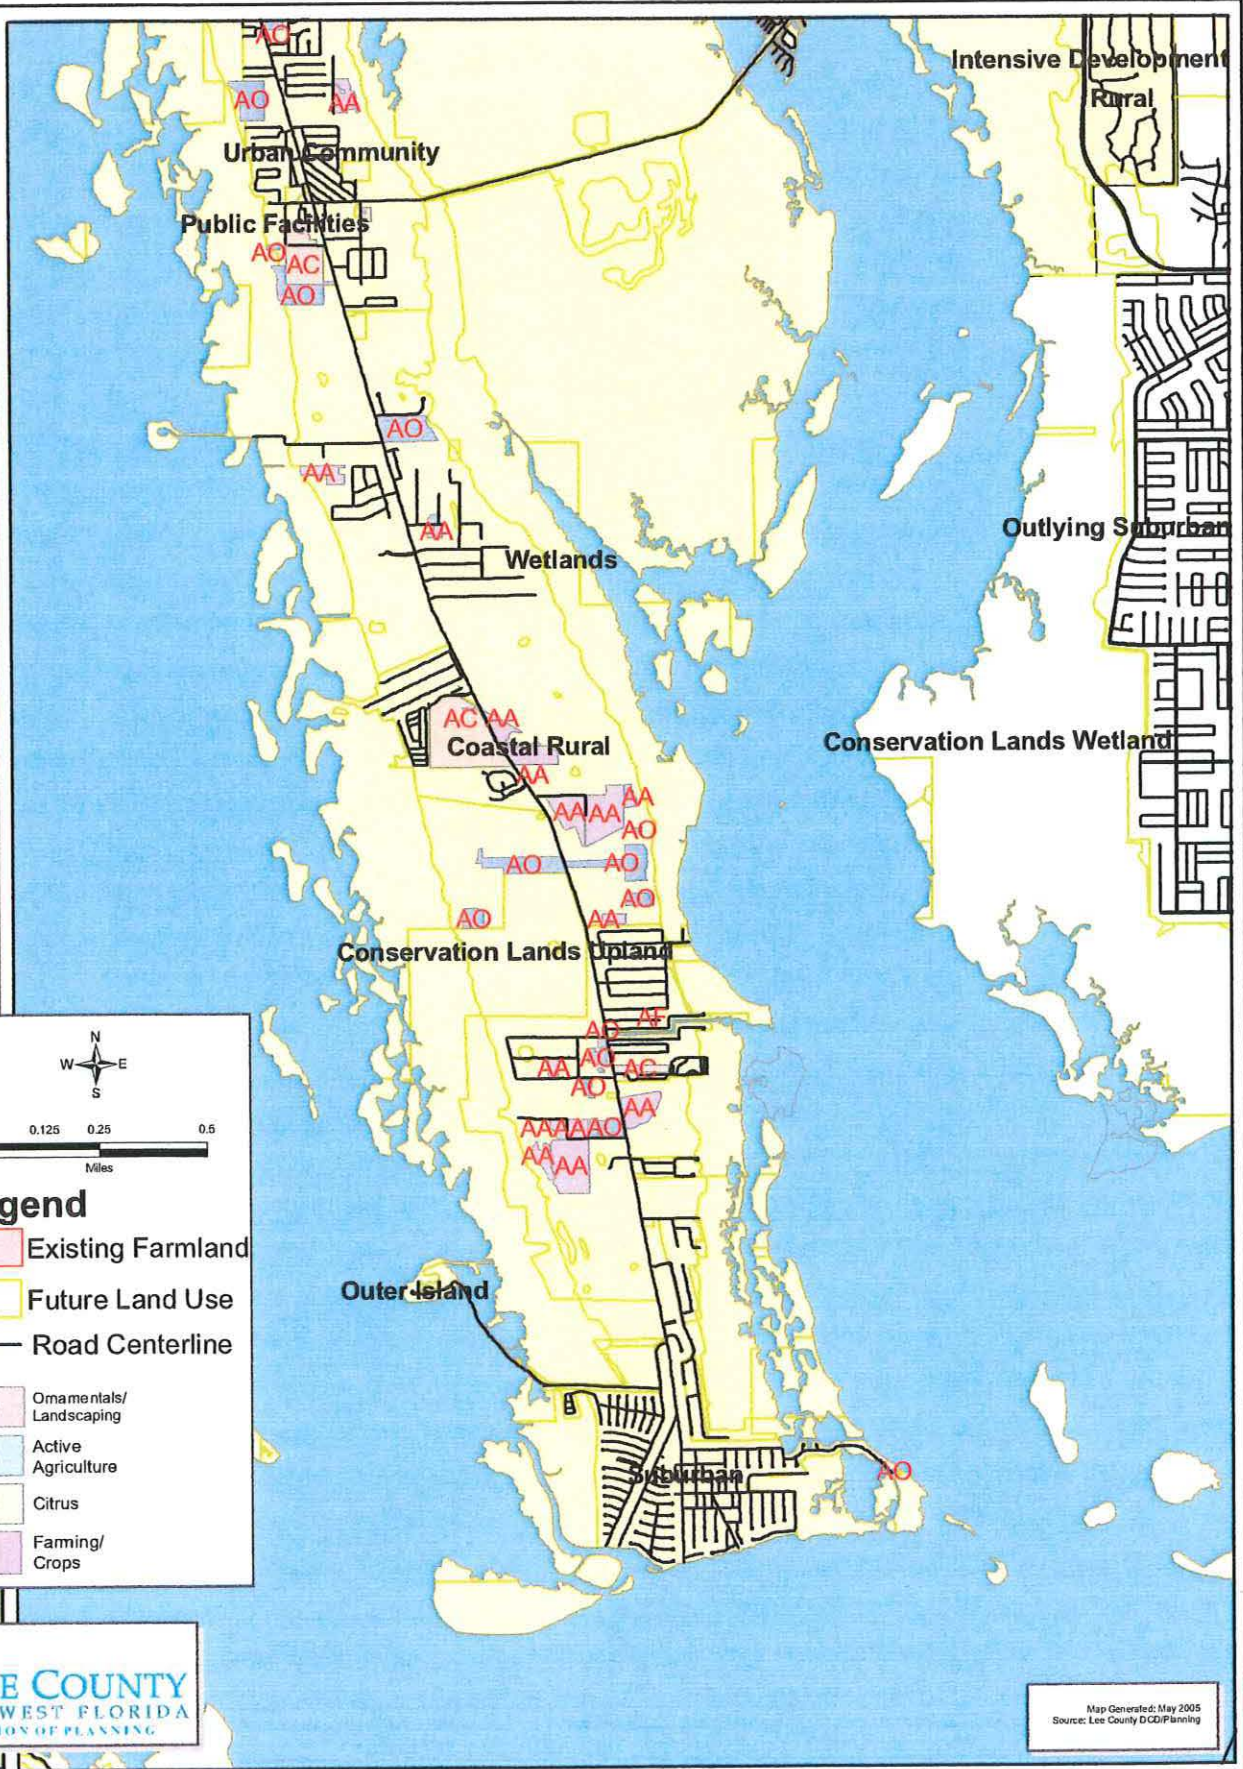 AO
Intensive Development
Rural
AO
AA
Urban Community
Public Facilities
AO
AC
AO
AO
AA
AA
Outlying Suburban
Wetlands
AC AA
Coastal Rural
Conservation Lands Wetland
AA
AA
AA AA
AO
AO
AO
AO
AO
AA
Conservation Lands Upland
AF
AO
AO
AA
AC
AO
AA
AAAAAO
AA
AA
N
W E
S
0.125 0.25 0.5
Miles
gend
Existing Farmland
Future Land Use
Road Centerline
Ornamentals/
Landscaping
Active
Agriculture
Citrus
Farming/
Crops
Outer Island
Suburban
AO
E COUNTY
WEST FLORIDA
ION OF PLANNING
Map Generated: May 2005
Source: Lee County DCD/Planning